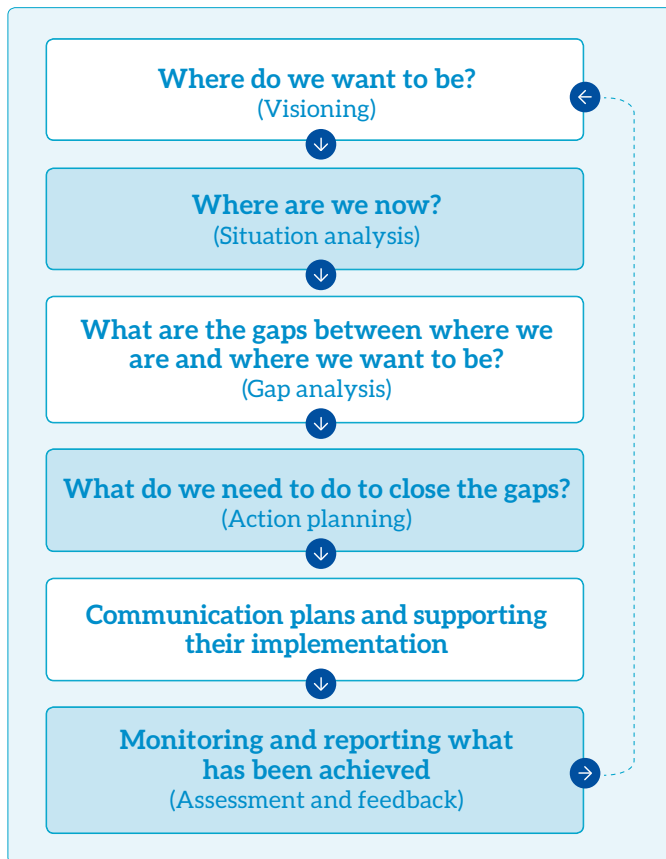 Where do we want to be?
(Visioning)
Where are we now?
(Situation analysis)
What are the gaps between where we
are and where we want to be?
(Gap analysis)
What do we need to do to close the gaps?
(Action planning)
Communication plans and supporting
their implementation
Monitoring and reporting what
has been achieved
(Assessment and feedback)